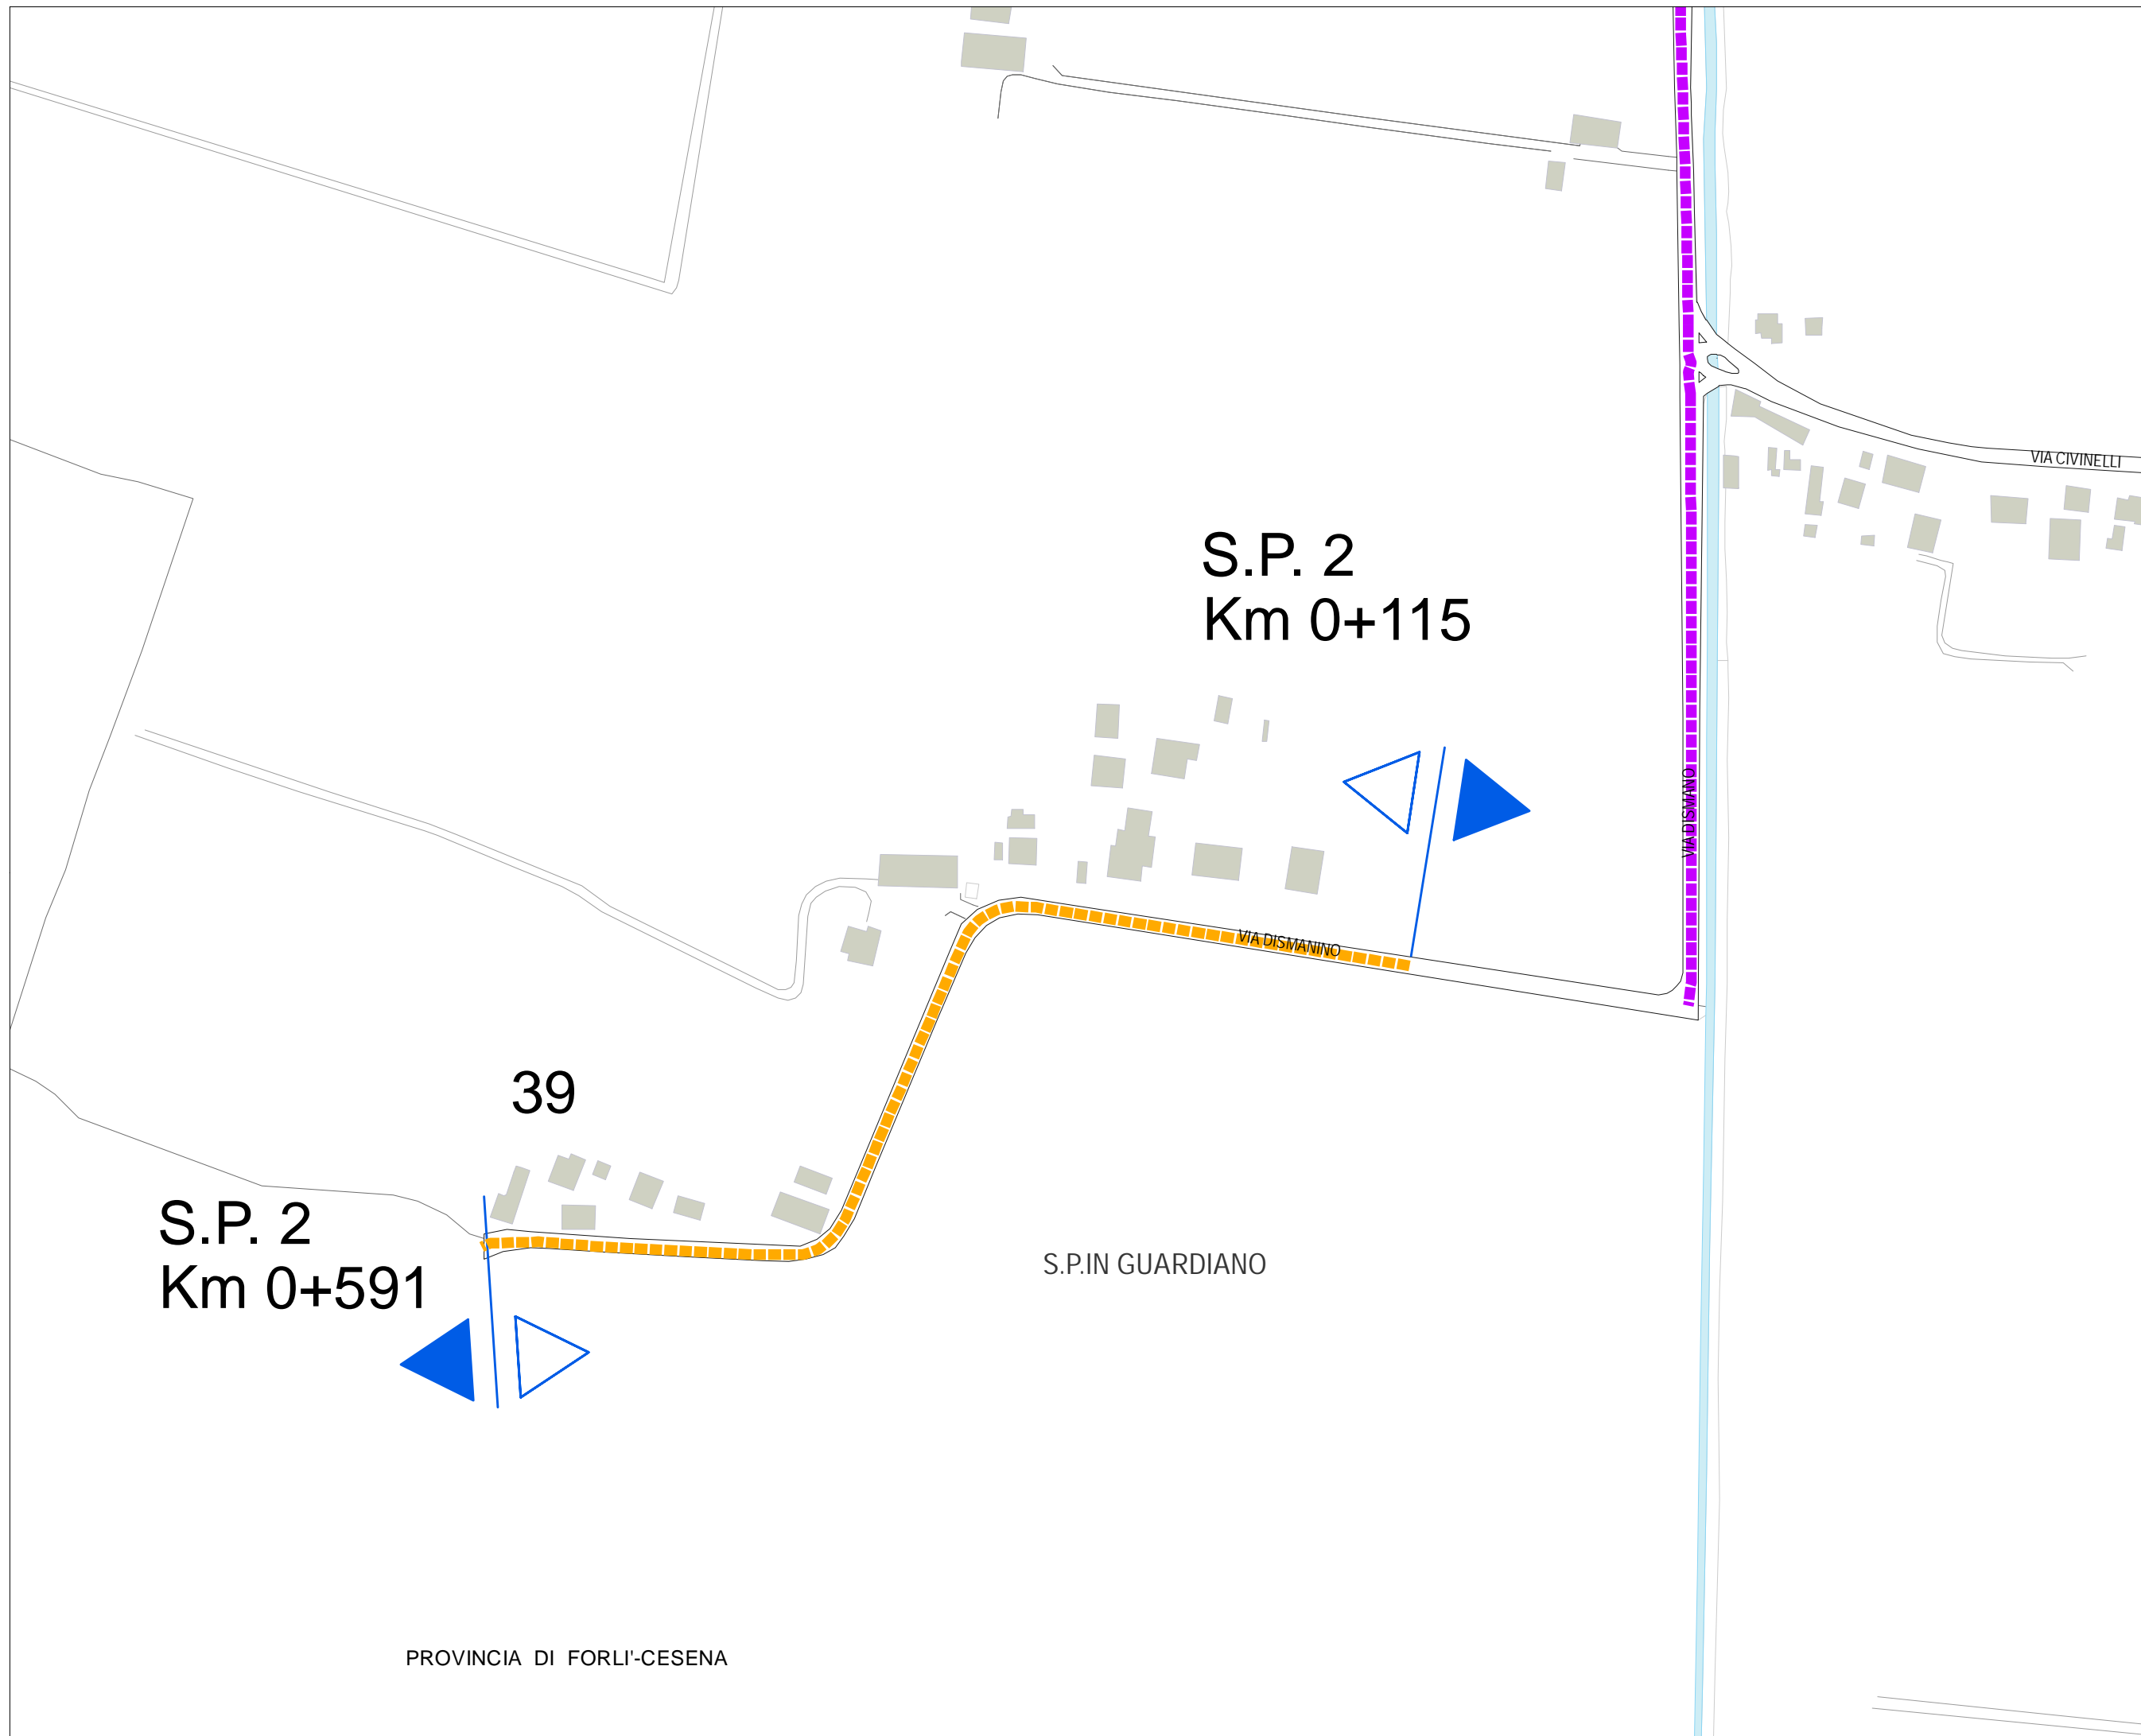 VIA CIVINELLI
S.P. 2
Km 0+115
VIA DISMANO
VIA DISMANINO
39
S.P. 2
Km 0+591
S.P.IN GUARDIANO
PROVINCIA DI FORLI'-CESENA